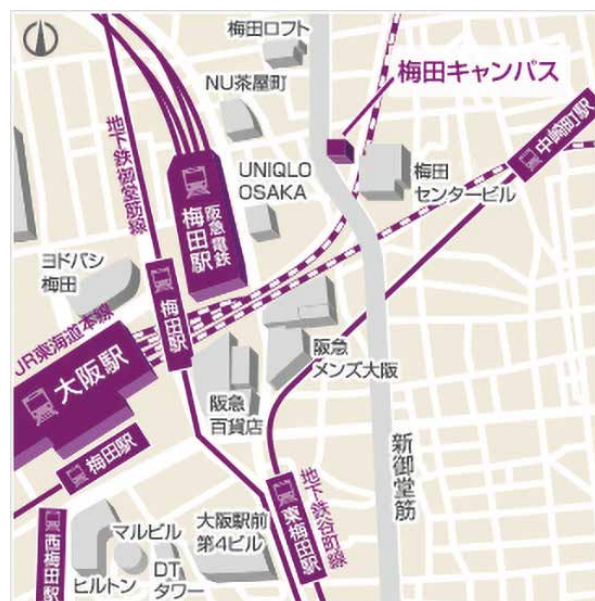 梅田ロフト
梅田キャンパス
NU茶屋町
中崎町駅
地下鉄御堂筋線
UNIQLO
OSAKA
梅田
センタービル
阪急電鉄
梅田駅
ヨドバシ
梅田
梅田駅
JR東海道本線
大阪駅
阪急
メンズ大阪
阪急
百貨店
新御堂筋
梅田駅
地下鉄谷町線
東梅田駅
マルビル
大阪駅前
第4ビル
西梅田駅
ヒルトン
DT
タワー